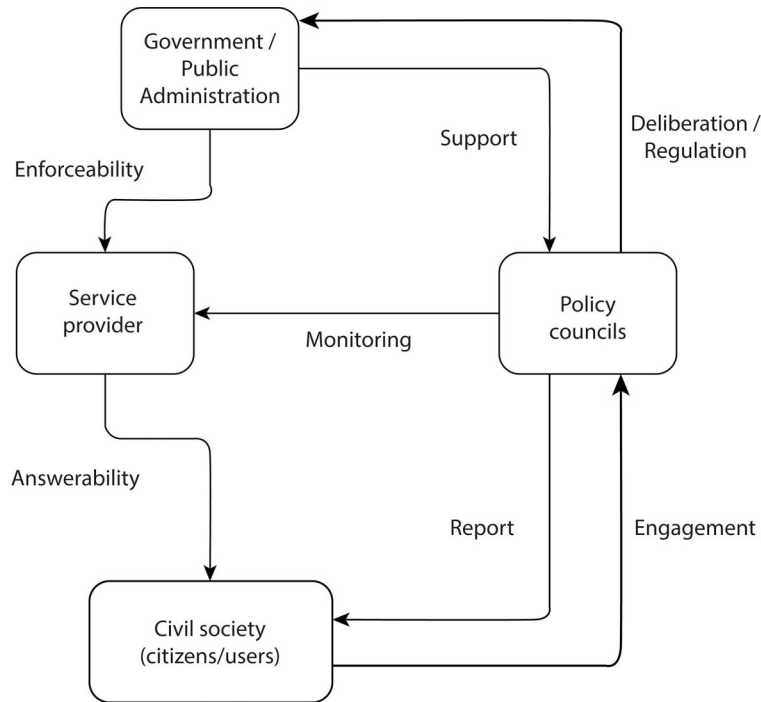 Government /
Public
Administration
Deliberation /
Regulation
Support
Enforceability
Service
provider
Policy
councils
Monitoring
Answerability
Report
Engagement
Civil society
(citizens/users)